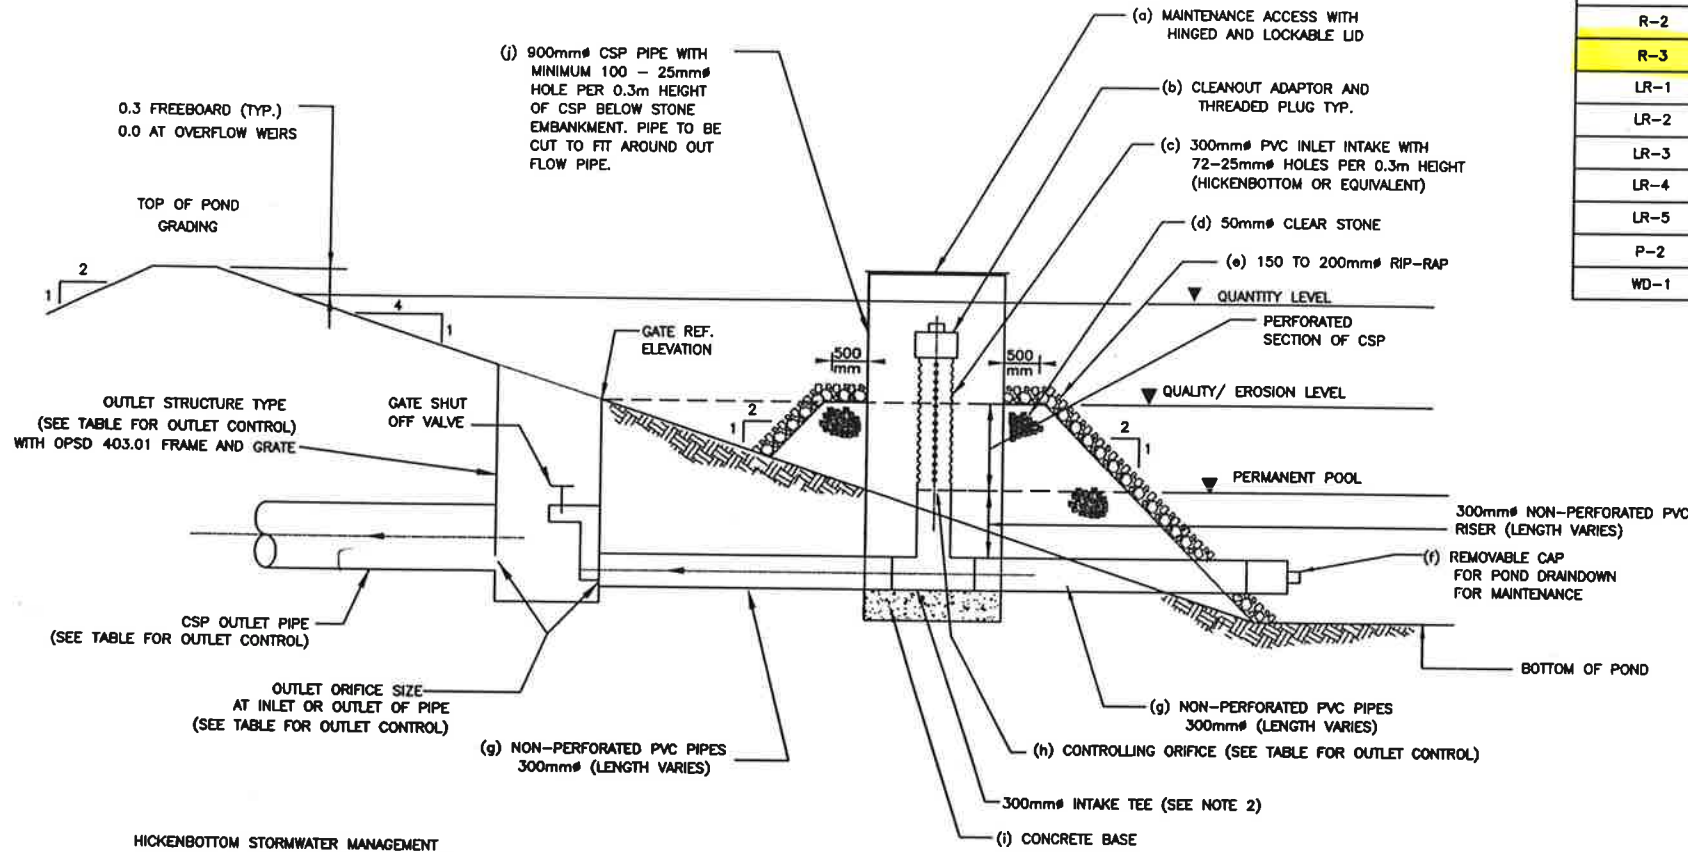 (a) MAINTENANCE ACCESS WITH
HINGED AND LOCKABLE LID
(j) 900mmø CSP PIPE WITH
MINIMUM 100 - 25mmø
HOLE PER 0.3m HEIGHT
OF CSP BELOW STONE
EMBANKMENT. PIPE TO BE
CUT TO FIT AROUND OUT
FLOW PIPE.
(b) CLEANOUT ADAPTOR AND
THREADED PLUG TYP.
0.3 FREEBOARD (TYP.)
0.0 AT OVERFLOW WEIRS
(c) 300mmø PVC INLET INTAKE WITH
72-25mmø HOLES PER 0.3m HEIGHT
(HICKENBOTTOM OR EQUIVALENT)
TOP OF POND
GRADING
(d) 50mmø CLEAR STONE
(e) 150 TO 200mmø RIP-RAP
R-2
R-3
LR-1
LR-2
LR-3
LR-4
LR-5
P-2
WD-1
2
1
4
1
QUANTITY LEVEL
GATE REF.
ELEVATION
PERFORATED
SECTION OF CSP
500
mm
500
mm
QUALITY/ EROSION LEVEL
OUTLET STRUCTURE TYPE
(SEE TABLE FOR OUTLET CONTROL)
WITH OPSD 403.01 FRAME AND GRATE
GATE SHUT
OFF VALVE
2
1
2
1
PERMANENT POOL
300mmø NON-PERFORATED PVC
RISER (LENGTH VARIES)
(f) REMOVABLE CAP
FOR POND DRAINDOWN
FOR MAINTENANCE
CSP OUTLET PIPE
(SEE TABLE FOR OUTLET CONTROL)
BOTTOM OF POND
OUTLET ORIFICE SIZE
AT INLET OR OUTLET OF PIPE
(SEE TABLE FOR OUTLET CONTROL)
(g) NON-PERFORATED PVC PIPES
300mmø (LENGTH VARIES)
(g) NON-PERFORATED PVC PIPES
300mmø (LENGTH VARIES)
(h) CONTROLLING ORIFICE (SEE TABLE FOR OUTLET CONTROL)
300mmø INTAKE TEE (SEE NOTE 2)
(i) CONCRETE BASE
HICKENBOTTOM STORMWATER MANAGEMENT